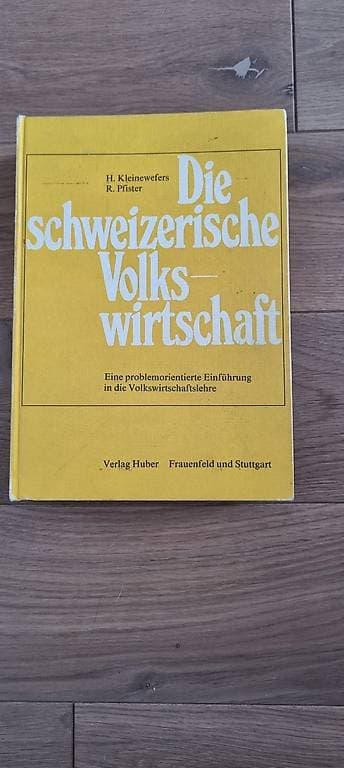 H. Kleinewefers
R. Pfister
Die
schweizerische
Volks—
wirtschaft
Eine problemorientierte Einführung
in die Volkswirtschaftslehre
Verlag Huber Frauenfeld und Stuttgart